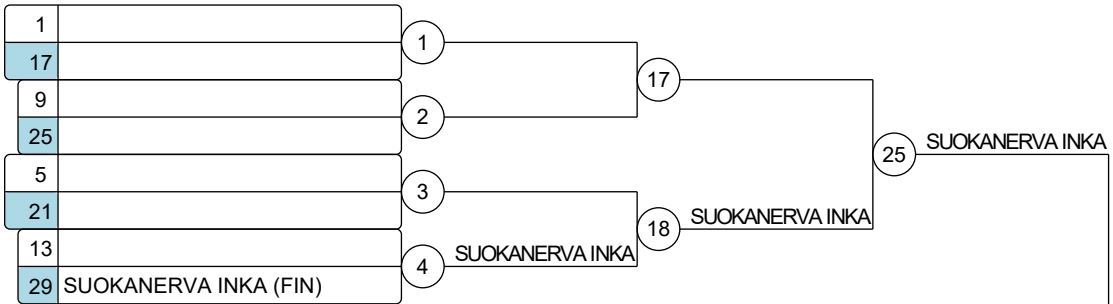 1
17
1
9
25
2
17
5
21
3
13
29 SUOKANERVA INKA (FIN)
4 SUOKANERVA INKA
18 SUOKANERVA INKA
25 SUOKANERVA INKA